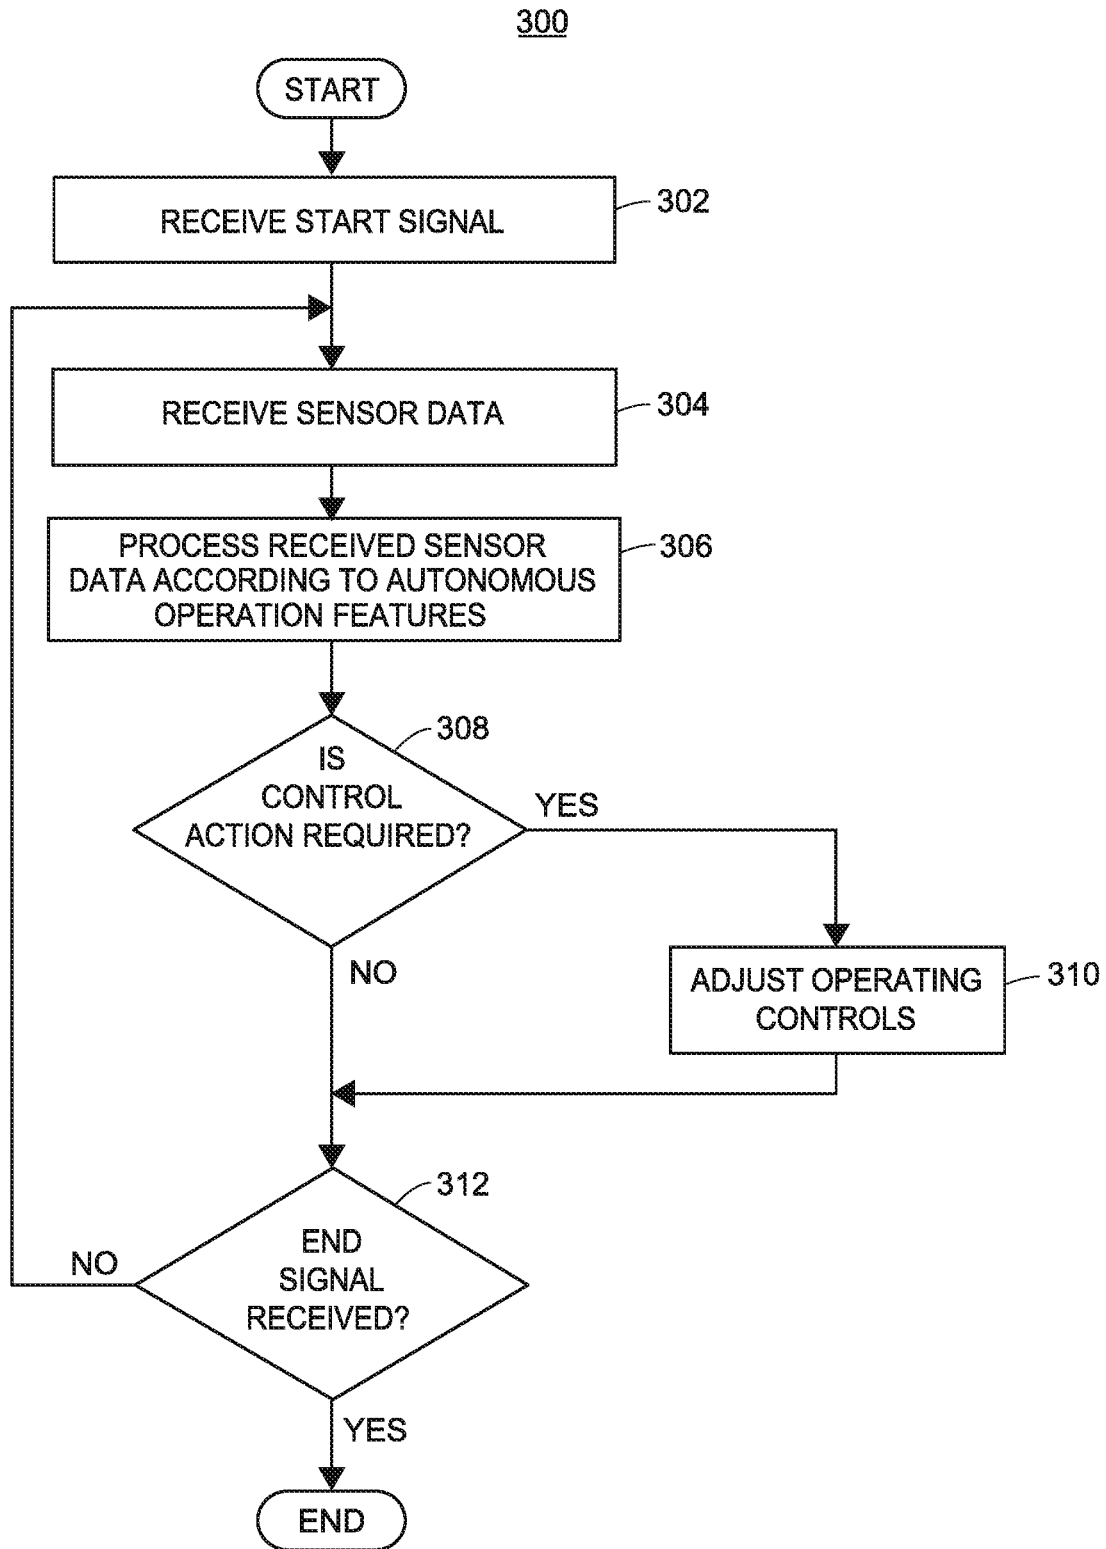 300
START
RECEIVE START SIGNAL
302
RECEIVE SENSOR DATA
304
PROCESS RECEIVED SENSOR
DATA ACCORDING TO AUTONOMOUS
OPERATION FEATURES
306
308
IS
CONTROL
ACTION REQUIRED?
YES
NO
ADJUST OPERATING
CONTROLS
310
312
END
SIGNAL
RECEIVED?
NO
YES
END